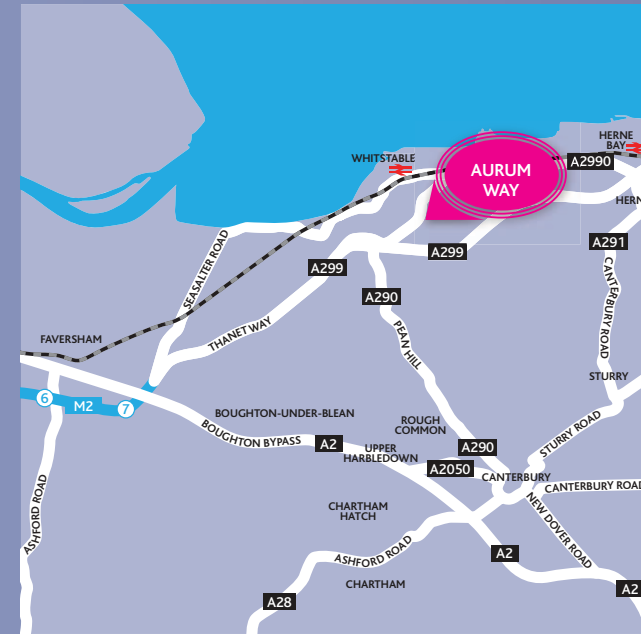 HERNE
BAY
WHITSTABLE
A2990
AURUM
WAY
HERN
A291
SEASALTER ROAD
A299
A299
CANTERBURY ROAD
A290
THANET WAY
PEAN HILL
FAVERSHAM
STURRY
6
M2
7
BOUGHTON-UNDER-BLEAN
ROUGH
COMMON
STURRY ROAD
BOUGHTON BYPASS
A2
UPPER
HARBLEDOWN
A290
A2050
CANTERBURY
CANTERBURY ROAD
ASHFORD ROAD
CHARTHAM
HATCH
NEW DOVER ROAD
ASHFORD ROAD
A2
CHARTHAM
A2
A28